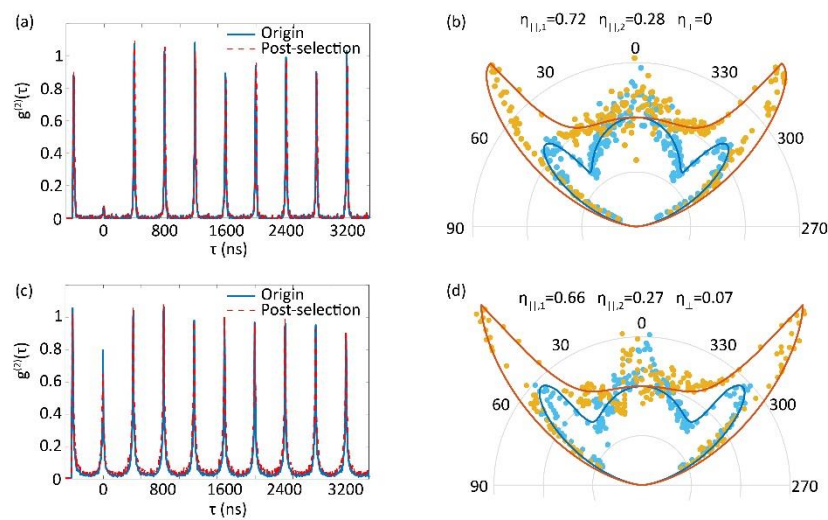 (a)
Origin
Post-selection
g⁽²⁾(τ)
1
0.8
0.6
0.4
0.2
0
0 800 1600 2400 3200
τ (ns)
(b)
η||,1=0.72 η||,2=0.28 η⊥=0
0
30 330
60 300
90 270
(c)
Origin
Post-selection
g⁽²⁾(τ)
1
0.8
0.6
0.4
0.2
0
0 800 1600 2400 3200
τ (ns)
(d)
η||,1=0.66 η||,2=0.27 η⊥=0.07
0
30 330
60 300
90 270